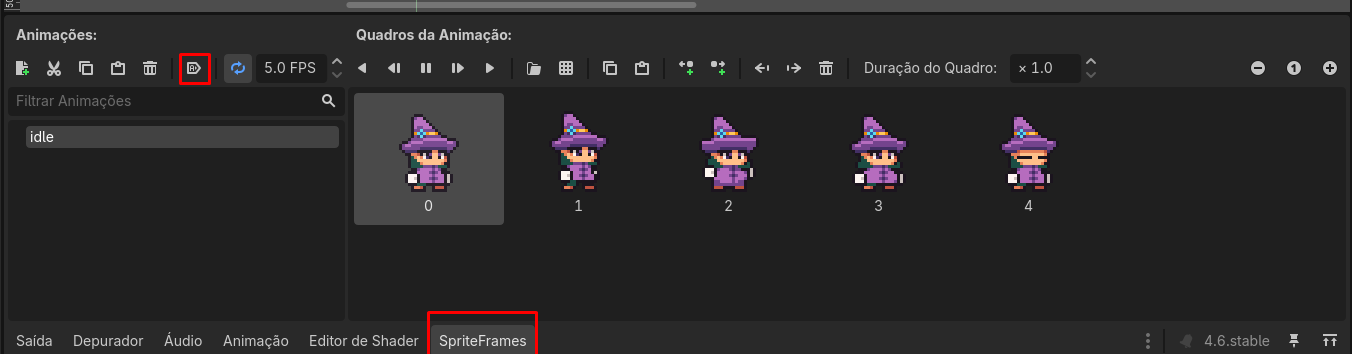 50
Animações:
Quadros da Animação:
5.0 FPS
Duração do Quadro:
× 1.0
Filtrar Animações
idle
0
1
2
3
4
Saída
Depurador
Áudio
Animação
Editor de Shader
SpriteFrames
4.6.stable